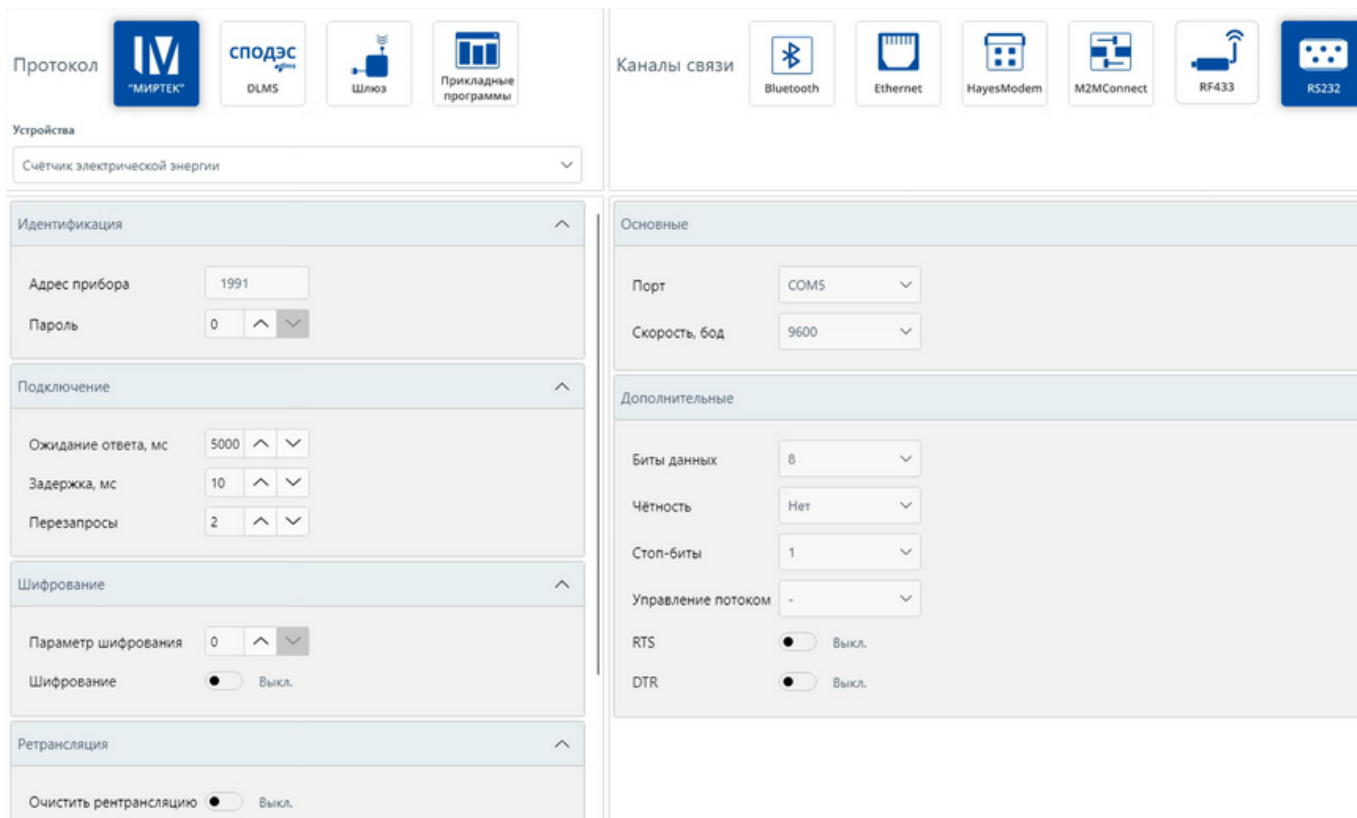 Протокол
"МИРТЕК"
СПОДЭС
dlms
DLMS
Шлюз
Прикладные
программы
Каналы связи
Bluetooth
Ethernet
HayesModem
M2MConnect
RF433
RS232
Устройства
Счётчик электрической энергии
Идентификация
Адрес прибора 1991
Пароль 0
Подключение
Ожидание ответа, мс 5000
Задержка, мс 10
Перезапросы 2
Шифрование
Параметр шифрования 0
Шифрование Выкл.
Ретрансляция
Очистить рентрансляцию Выкл.
Основные
Порт COM5
Скорость, бод 9600
Дополнительные
Биты данных 8
Чётность Нет
Стоп-биты 1
Управление потоком -
RTS Выкл.
DTR Выкл.